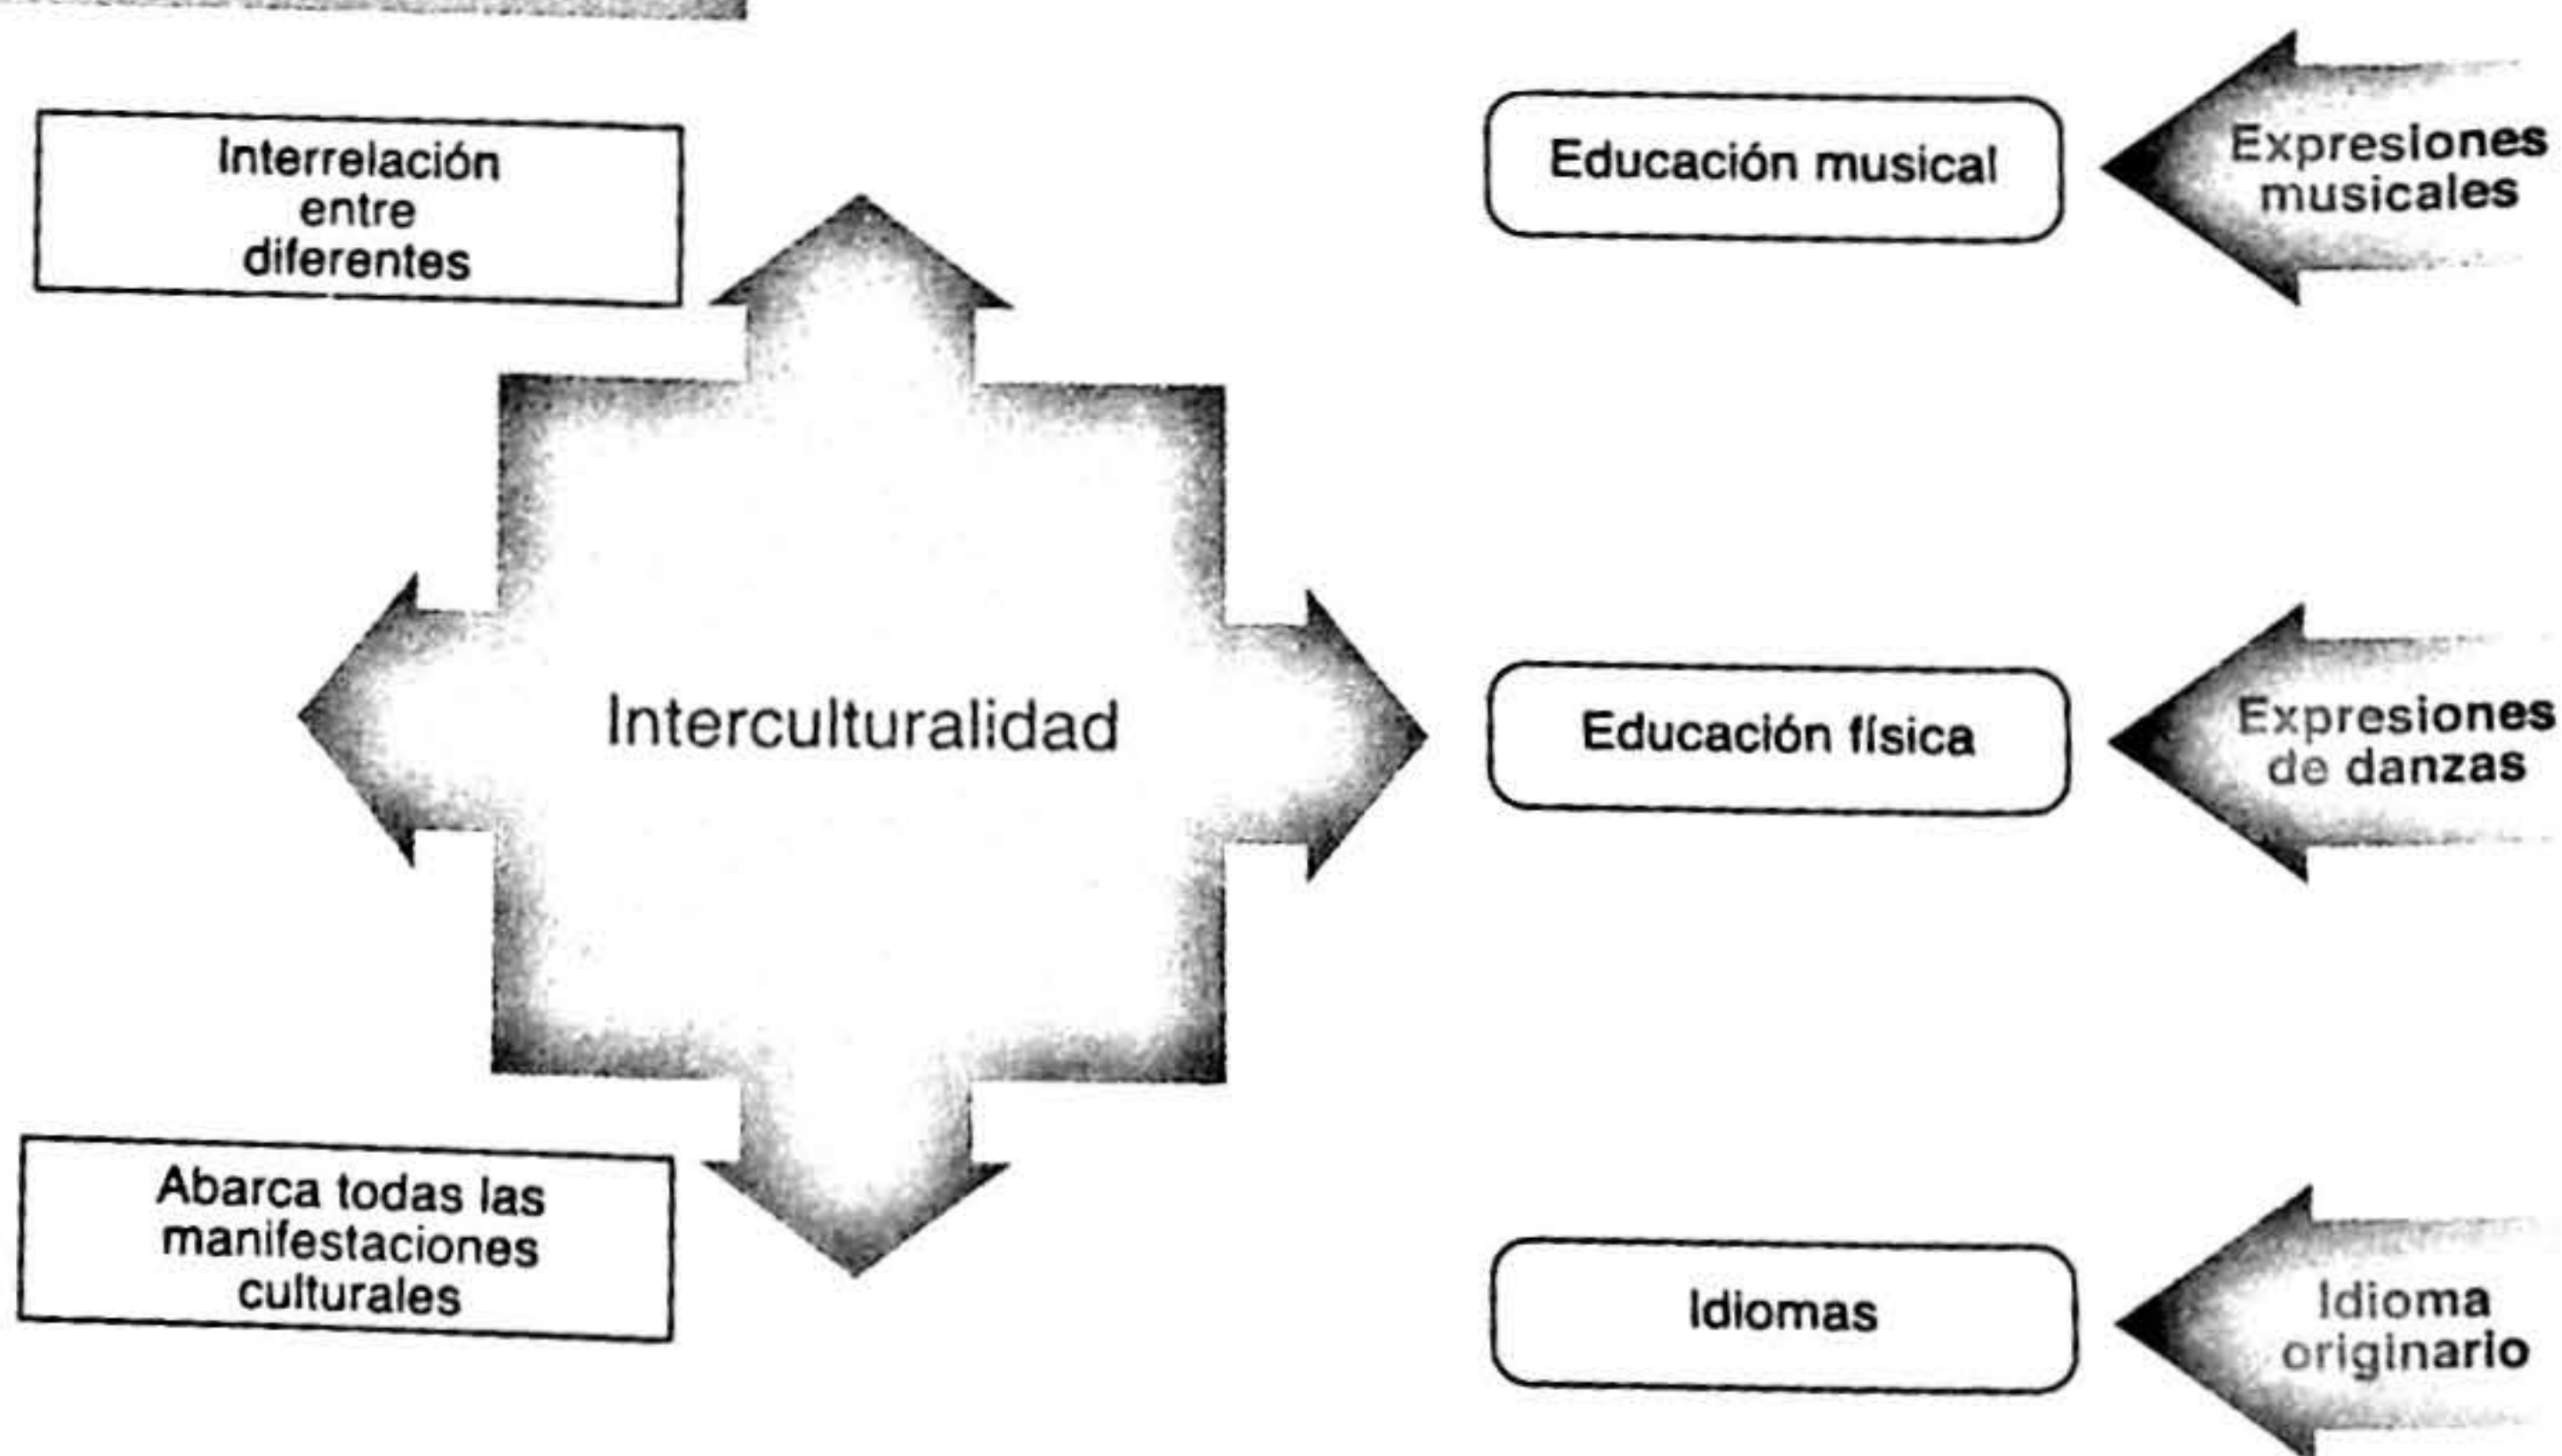 Interrelación
entre
diferentes
Educación musical
Expresiones
musicales
Interculturalidad
Educación física
Expresiones
de danzas
Abarca todas las
manifestaciones
culturales
Idiomas
Idioma
originario